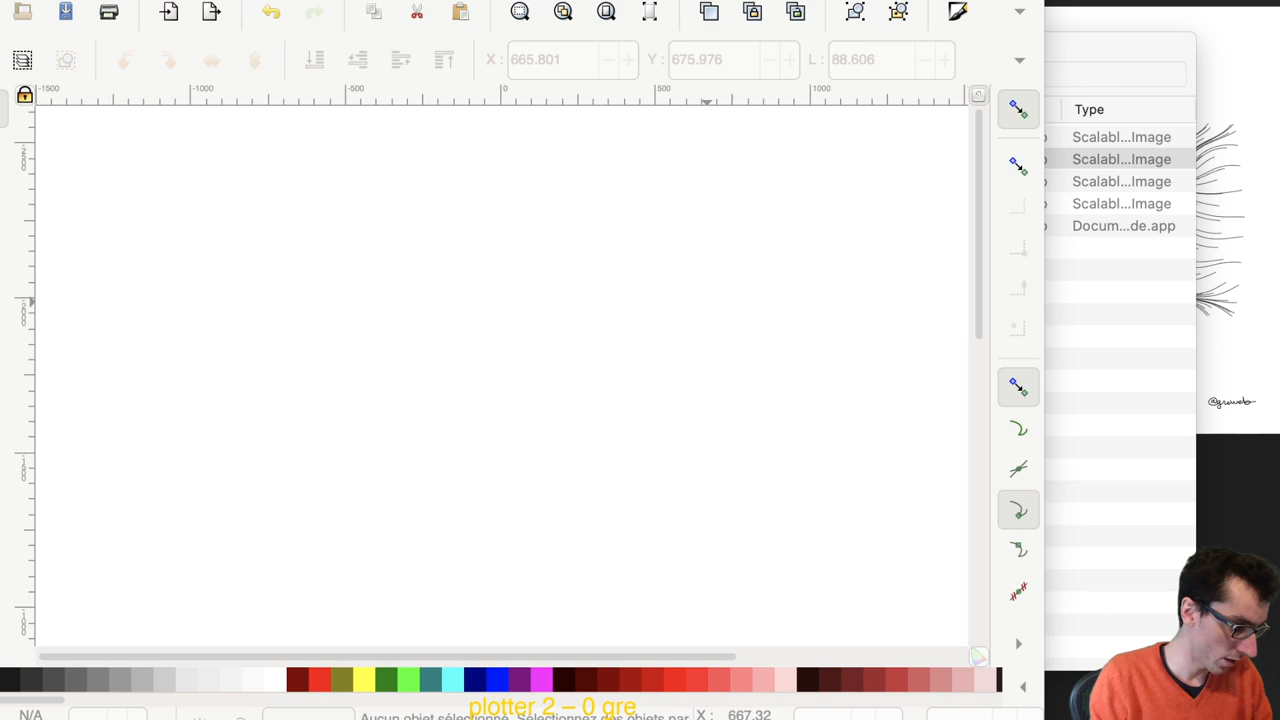 X : 665.801 Y : 675.976 L : 88.606
-1500 -1000 -500 0 500 1000
Type
Scalabl...Image
Scalabl...Image
Scalabl...Image
Scalabl...Image
Docum...de.app
@greweb
N/A
Aucun objet sélectionné. Sélectionnez des objets par
X : 667.32
plotter 2 – 0 gre